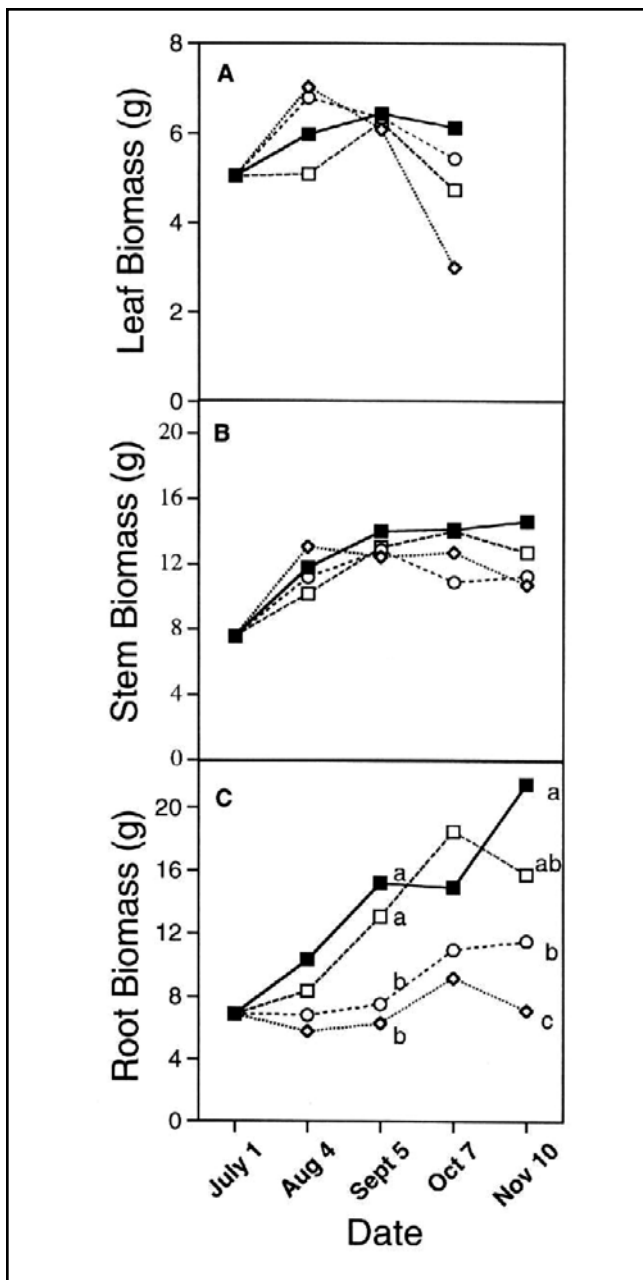 A
Leaf Biomass (g)
8
6
4
2
0
B
Stem Biomass (g)
20
16
12
8
4
0
C
Root Biomass (g)
20
16
12
8
4
0
a
a
a
ab
b
b
b
c
July 1
Aug 4
Sept 5
Oct 7
Nov 10
Date